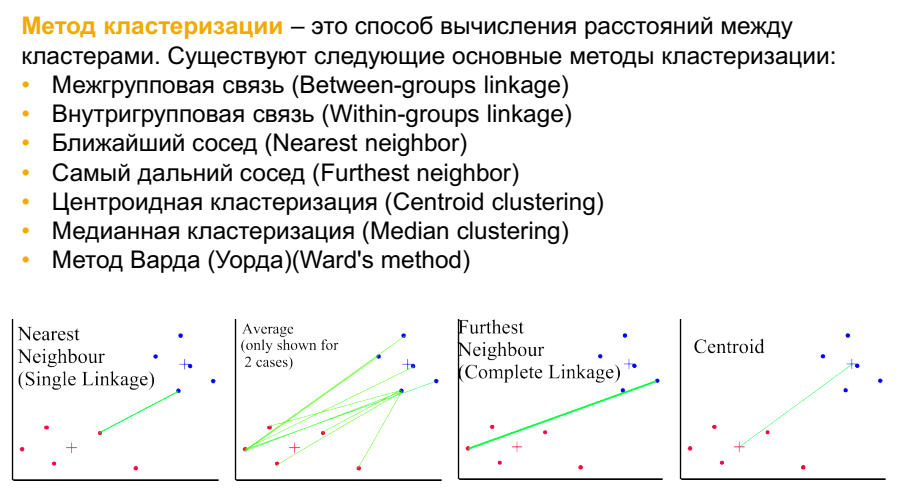 Метод кластеризации – это способ вычисления расстояний между
кластерами. Существуют следующие основные методы кластеризации:
• Межгрупповая связь (Between-groups linkage)
• Внутригрупповая связь (Within-groups linkage)
• Ближайший сосед (Nearest neighbor)
• Самый дальний сосед (Furthest neighbor)
• Центроидная кластеризация (Centroid clustering)
• Медианная кластеризация (Median clustering)
• Метод Варда (Уорда)(Ward's method)
Nearest
Neighbour
(Single Linkage)
Average
(only shown for
2 cases)
Furthest
Neighbour
(Complete Linkage)
Centroid